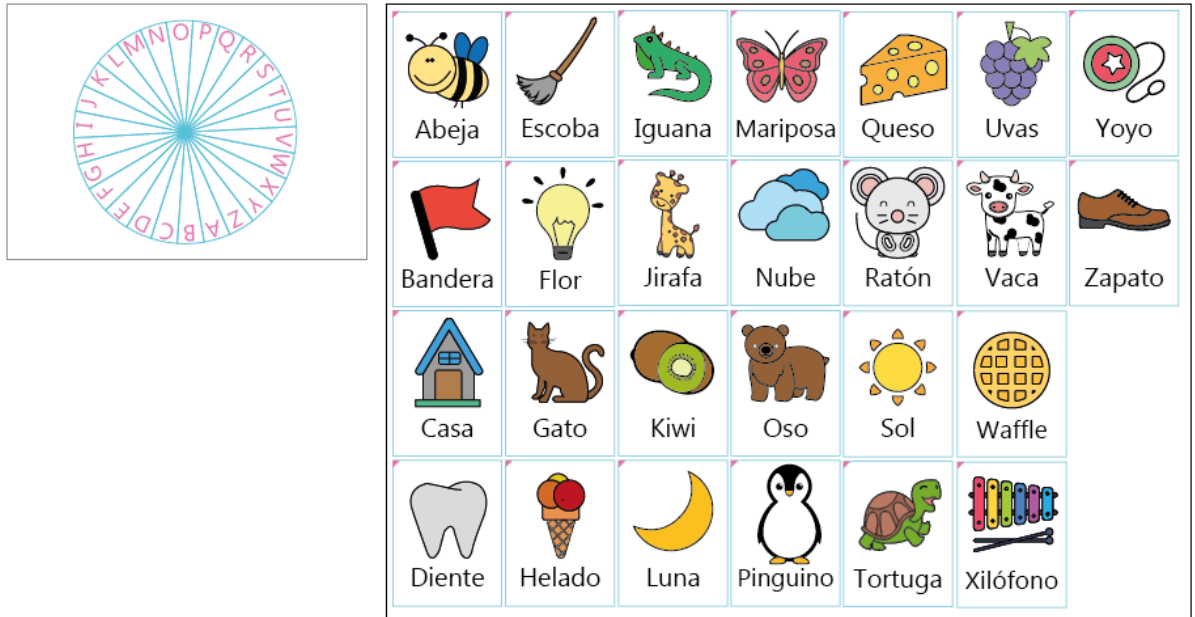 A B C D E F G H I J K L M N O P Q R S T U V W X Y Z
Abeja Escoba Iguana Mariposa Queso Uvas Yoyo
Bandera Flor Jirafa Nube Ratón Vaca Zapato
Casa Gato Kiwi Oso Sol Waffle
Diente Helado Luna Pinguino Tortuga Xilófono